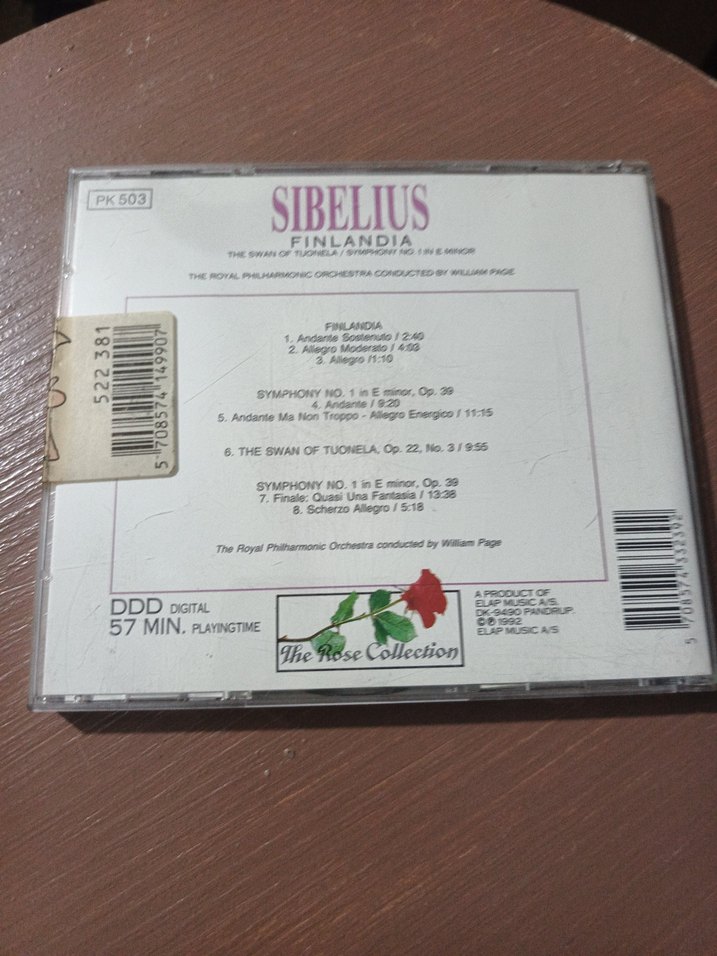 PK 503
SIBELIUS
FINLANDIA
THE SWAN OF TUONELA / SYMPHONY NO. 1 IN E MINOR
THE ROYAL PHILHARMONIC ORCHESTRA CONDUCTED BY WILLIAM PAGE
522 381
5 708574 149907
FINLANDIA
1. Andante Sostenuto / 2:40
2. Allegro Moderato / 4:03
3. Allegro /1:10
SYMPHONY NO. 1 in E minor, Op. 39
4. Andante / 9:20
5. Andante Ma Non Troppo - Allegro Energico / 11:15
6. THE SWAN OF TUONELA, Op. 22, No. 3 / 9:55
SYMPHONY NO. 1 in E minor, Op. 39
7. Finale: Quasi Una Fantasia / 13:38
8. Scherzo Allegro / 5:18
The Royal Philharmonic Orchestra conducted by William Page
DDD DIGITAL
57 MIN. PLAYINGTIME
The Rose Collection
A PRODUCT OF
ELAP MUSIC A/S.
DK-9490 PANDRUP.
©℗ 1992
ELAP MUSIC A/S